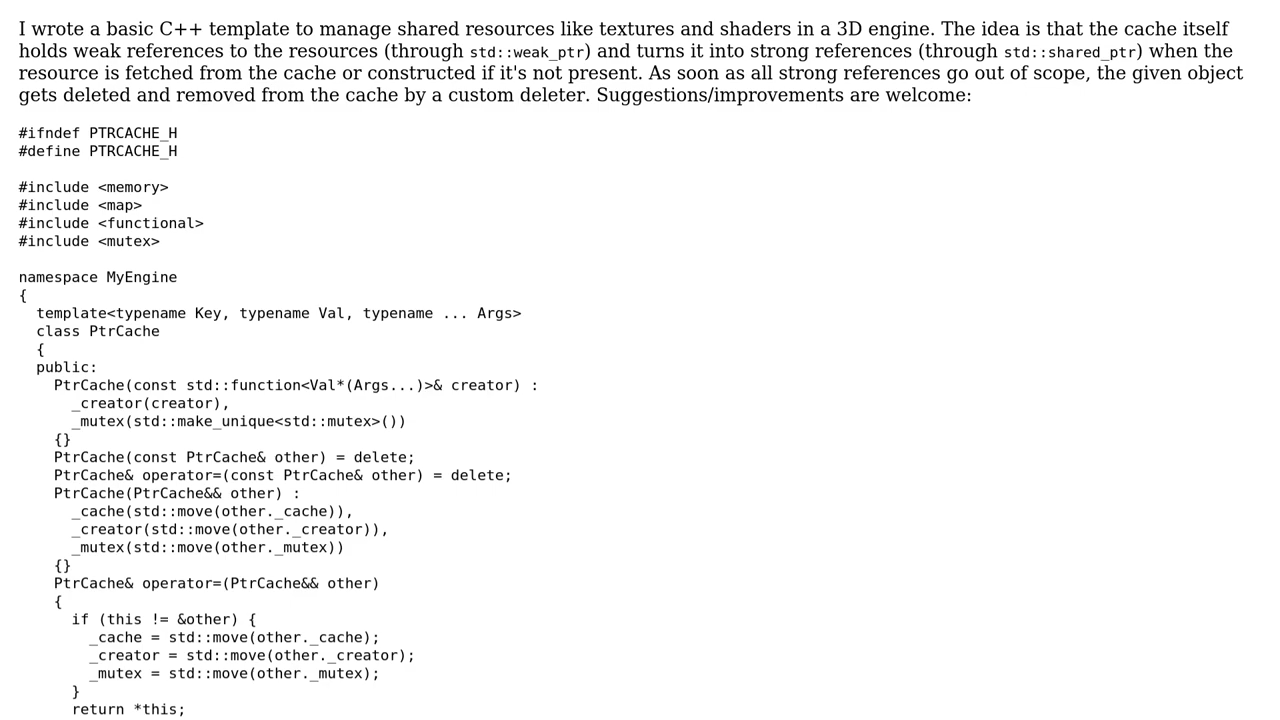 I wrote a basic C++ template to manage shared resources like textures and shaders in a 3D engine. The idea is that the cache itself
holds weak references to the resources (through std::weak_ptr) and turns it into strong references (through std::shared_ptr) when the
resource is fetched from the cache or constructed if it's not present. As soon as all strong references go out of scope, the given object
gets deleted and removed from the cache by a custom deleter. Suggestions/improvements are welcome:
#ifndef PTRCACHE_H
#define PTRCACHE_H
#include <memory>
#include <map>
#include <functional>
#include <mutex>
namespace MyEngine
{
  template<typename Key, typename Val, typename ... Args>
  class PtrCache
  {
  public:
    PtrCache(const std::function<Val*(Args...)>& creator) :
      _creator(creator),
      _mutex(std::make_unique<std::mutex>())
    {}
    PtrCache(const PtrCache& other) = delete;
    PtrCache& operator=(const PtrCache& other) = delete;
    PtrCache(PtrCache&& other) :
      _cache(std::move(other._cache)),
      _creator(std::move(other._creator)),
      _mutex(std::move(other._mutex))
    {}
    PtrCache& operator=(PtrCache&& other)
    {
      if (this != &other) {
        _cache = std::move(other._cache);
        _creator = std::move(other._creator);
        _mutex = std::move(other._mutex);
      }
      return *this;